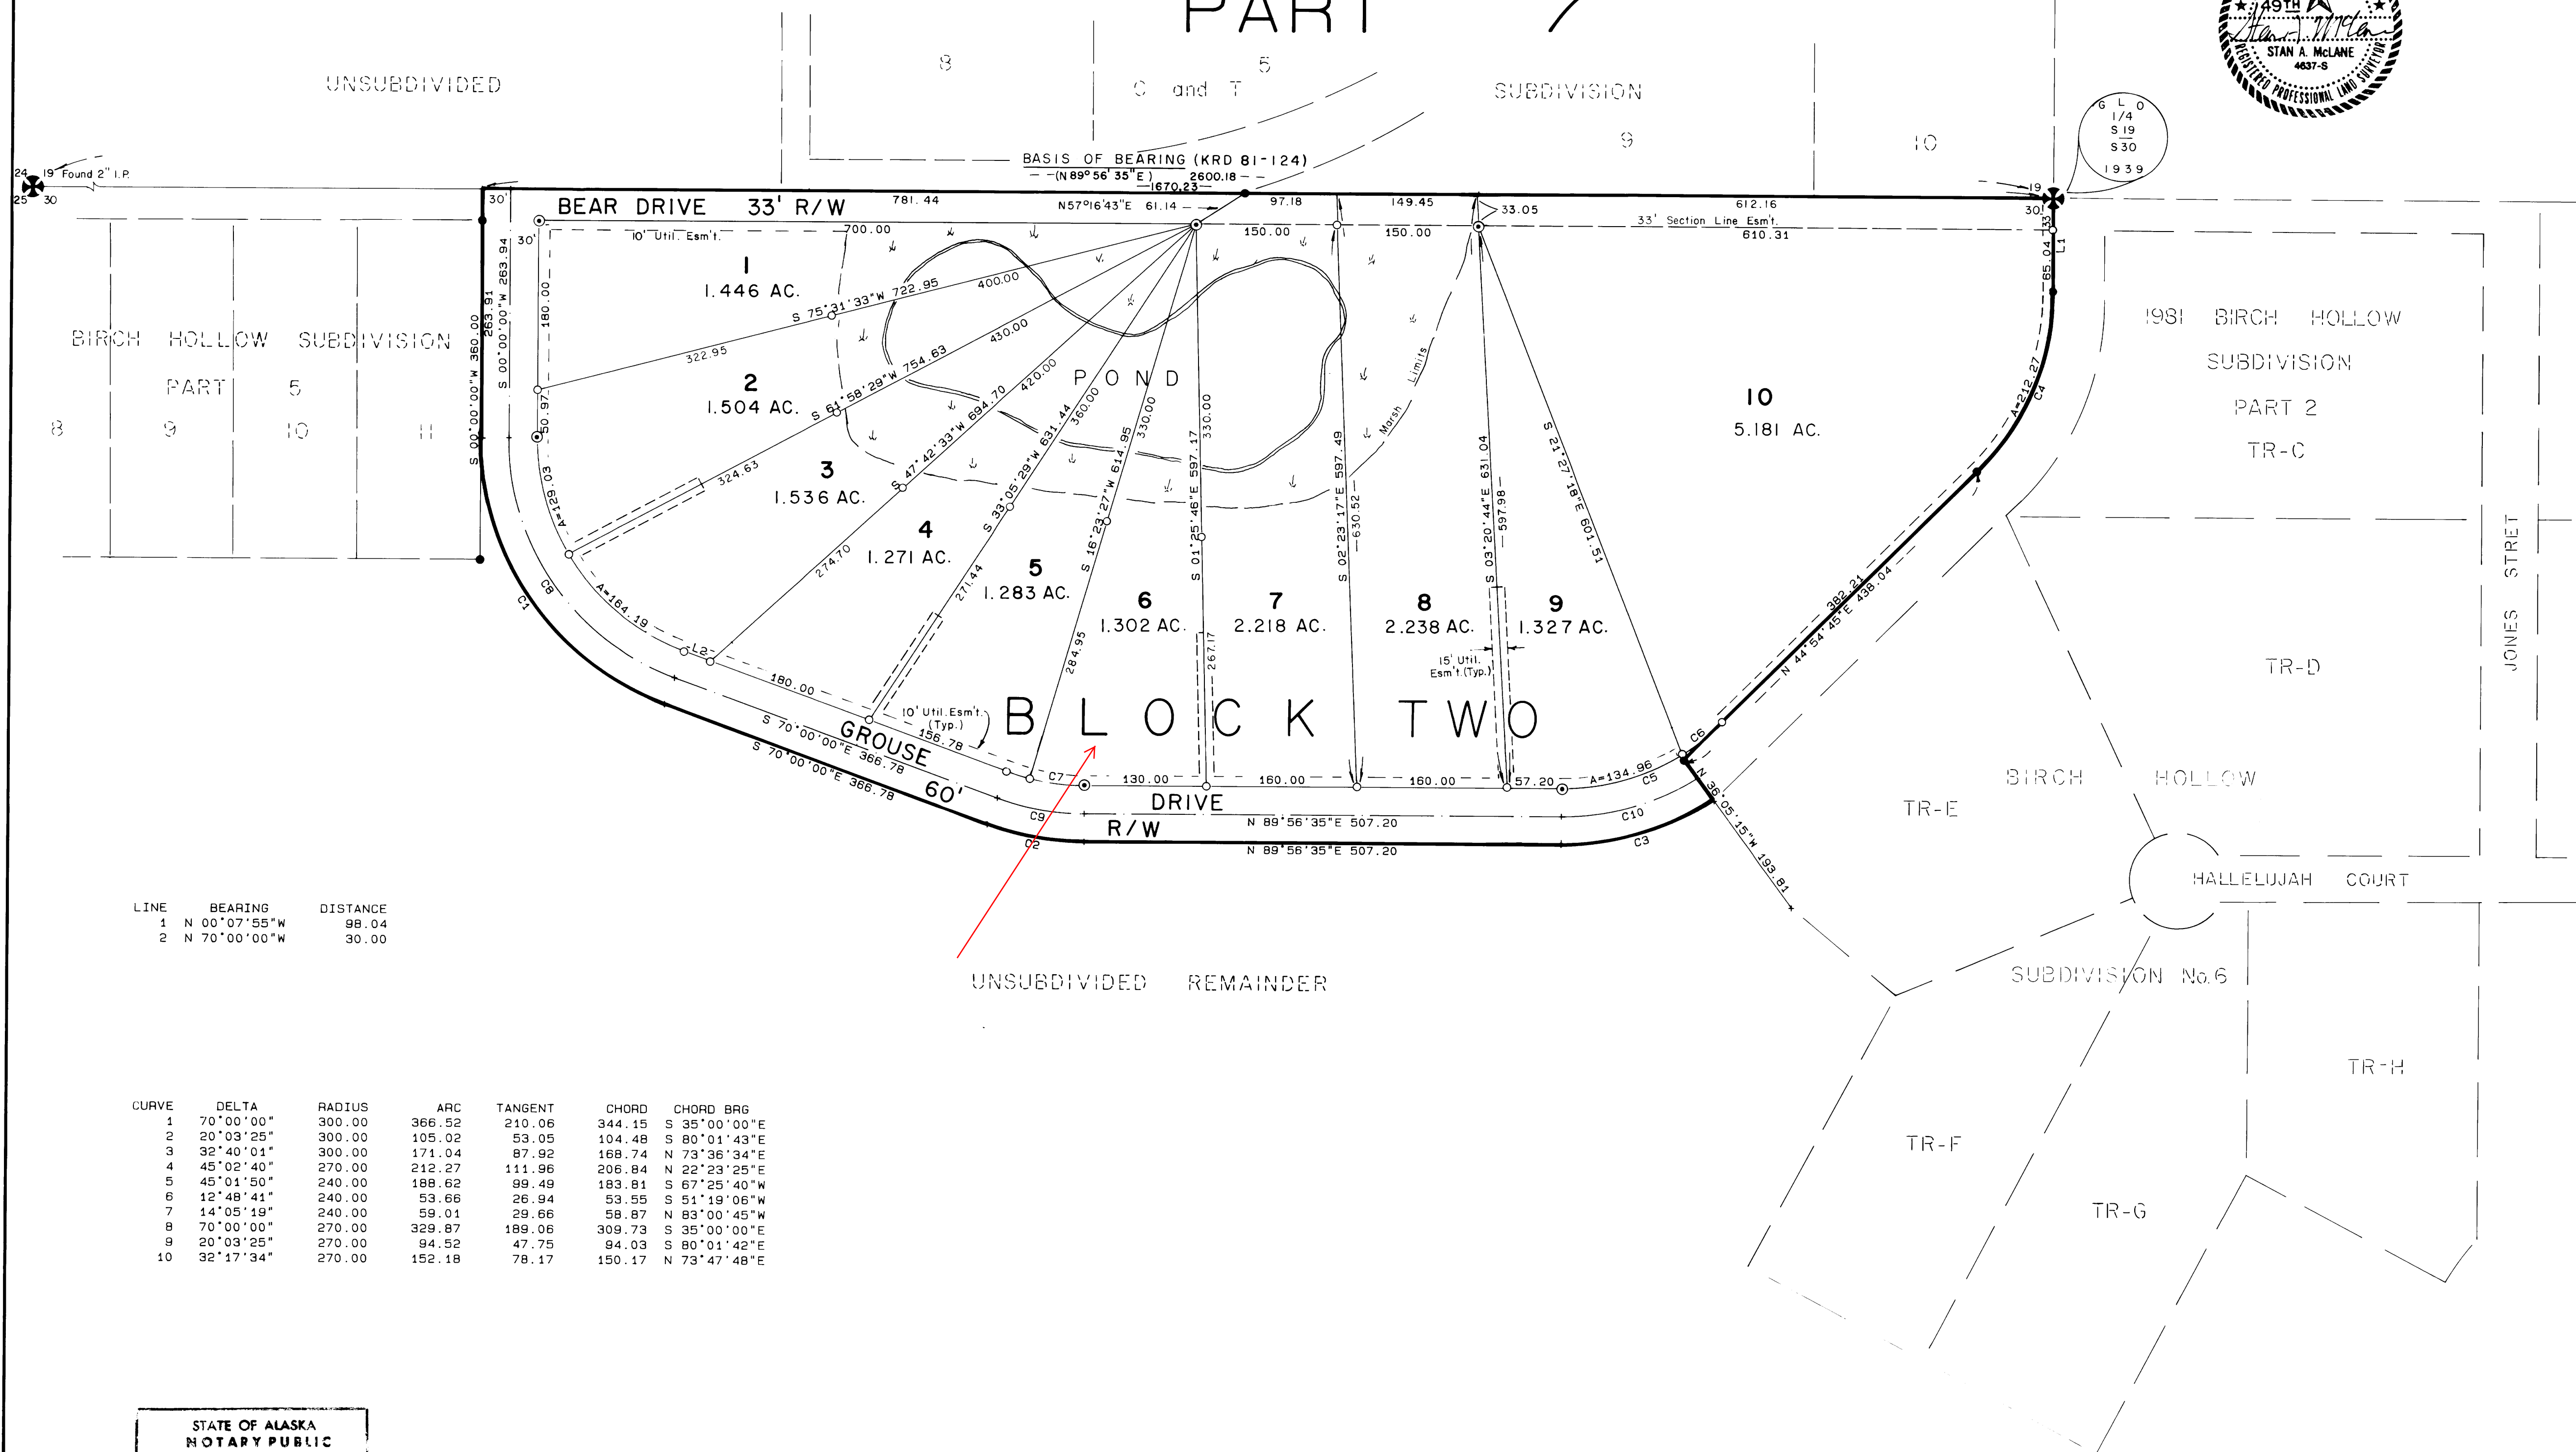 PART 7
49TH
STAN A. McLANE
4637-S
REGISTERED PROFESSIONAL LAND SURVEYOR
UNSUBDIVIDED
8
5
C and T
SUBDIVISION
9
10
G L O
1/4
S 19
S 30
1939
24
19
Found 2" I.P.
25
30
BASIS OF BEARING (KRD 81-124)
(N 89° 56' 35" E) 2600.18
1670.23
19
30
30'
BEAR DRIVE 33' R/W
781.44
N57°16'43"E 61.14
97.18
149.45
33.05
612.16
33' Section Line Esm't.
610.31
33
L1
65.04
30'
10' Util. Esm't.
700.00
150.00
150.00
263.91
S 00°00'00"W 360.00
S 00°00'00"W 263.94
180.00
50.97
A=129.03
1
1.446 AC.
S 75°31'33"W 722.95
400.00
322.95
2
1.504 AC.
S 61°58'29"W 754.63
430.00
324.63
3
1.536 AC.
S 47°42'33"W 694.70
420.00
274.70
4
1.271 AC.
S 33°05'29"W 631.44
360.00
271.44
5
1.283 AC.
S 16°23'27"W 614.95
330.00
284.95
6
1.302 AC.
S 01°25'46"E 597.17
330.00
267.17
7
2.218 AC.
S 02°23'17"E 597.49
630.52
8
2.238 AC.
S 03°20'44"E 631.04
597.98
9
1.327 AC.
S 21°27'18"E 601.51
10
5.181 AC.
POND
Marsh Limits
15' Util.
Esm't.(Typ.)
A=212.27
C4
382.21
N 44°54'45"E 438.04
BIRCH HOLLOW SUBDIVISION
PART 5
8
9
10
11
1981 BIRCH HOLLOW
SUBDIVISION
PART 2
TR-C
TR-D
JONES STRET
C1
C8
A=164.19
L2
180.00
10' Util.Esm't.
(Typ.)
156.78
BLOCK TWO
GROUSE
S 70°00'00"E 366.78
S 70°00'00"E 366.78
60'
C7
130.00
160.00
160.00
57.20
A=134.96
C5
C6
DRIVE
C9
C2
R/W
N 89°56'35"E 507.20
N 89°56'35"E 507.20
C10
C3
N 36°05'15"W 193.81
TR-E
BIRCH HOLLOW
HALLELUJAH COURT
SUBDIVISION No.6
TR-F
TR-G
TR-H
UNSUBDIVIDED REMAINDER
LINE BEARING DISTANCE
1 N 00°07'55"W 98.04
2 N 70°00'00"W 30.00
CURVE DELTA RADIUS ARC TANGENT CHORD CHORD BRG
1 70°00'00" 300.00 366.52 210.06 344.15 S 35°00'00"E
2 20°03'25" 300.00 105.02 53.05 104.48 S 80°01'43"E
3 32°40'01" 300.00 171.04 87.92 168.74 N 73°36'34"E
4 45°02'40" 270.00 212.27 111.96 206.84 N 22°23'25"E
5 45°01'50" 240.00 188.62 99.49 183.81 S 67°25'40"W
6 12°48'41" 240.00 53.66 26.94 53.55 S 51°19'06"W
7 14°05'19" 240.00 59.01 29.66 58.87 N 83°00'45"W
8 70°00'00" 270.00 329.87 189.06 309.73 S 35°00'00"E
9 20°03'25" 270.00 94.52 47.75 94.03 S 80°01'42"E
10 32°17'34" 270.00 152.18 78.17 150.17 N 73°47'48"E
STATE OF ALASKA
NOTARY PUBLIC